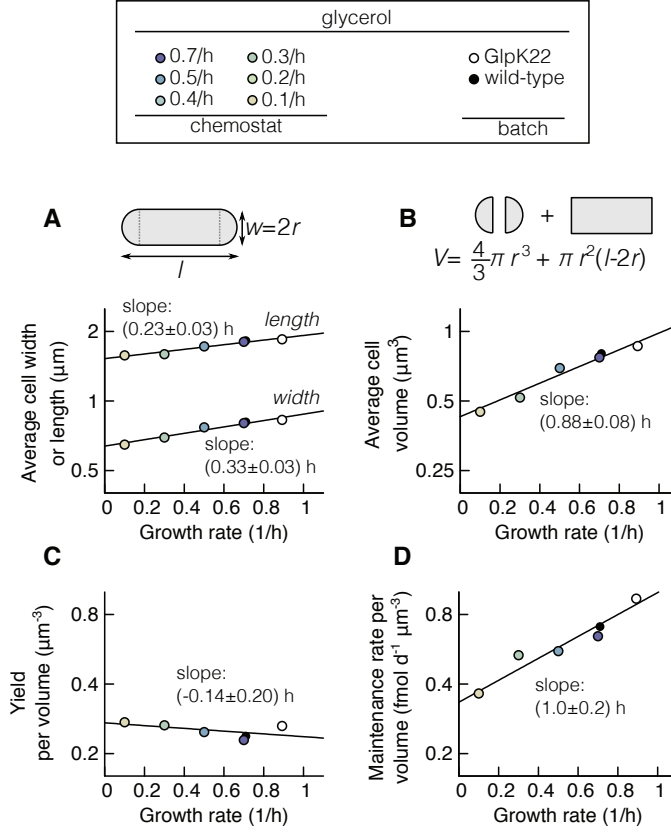 glycerol
0.7/h 0.3/h GlpK22
0.5/h 0.2/h wild-type
0.4/h 0.1/h
chemostat batch
A
w=2r
l
B
+
V= 4/3 π r³ + π r²(l-2r)
slope:
(0.23±0.03) h
length
width
slope:
(0.33±0.03) h
Average cell width
or length (μm)
2
1
0.5
0 0.2 0.4 0.6 0.8 1
Growth rate (1/h)
Average cell
volume (μm³)
1
0.5
0.25
slope:
(0.88±0.08) h
0 0.2 0.4 0.6 0.8 1
Growth rate (1/h)
C
Yield
per volume (μm⁻³)
0.8
0.4
0.2
slope:
(-0.14±0.20) h
0 0.2 0.4 0.6 0.8 1
Growth rate (1/h)
D
Maintenance rate per
volume (fmol d⁻¹ μm⁻³)
0.8
0.4
0.2
slope:
(1.0±0.2) h
0 0.2 0.4 0.6 0.8 1
Growth rate (1/h)